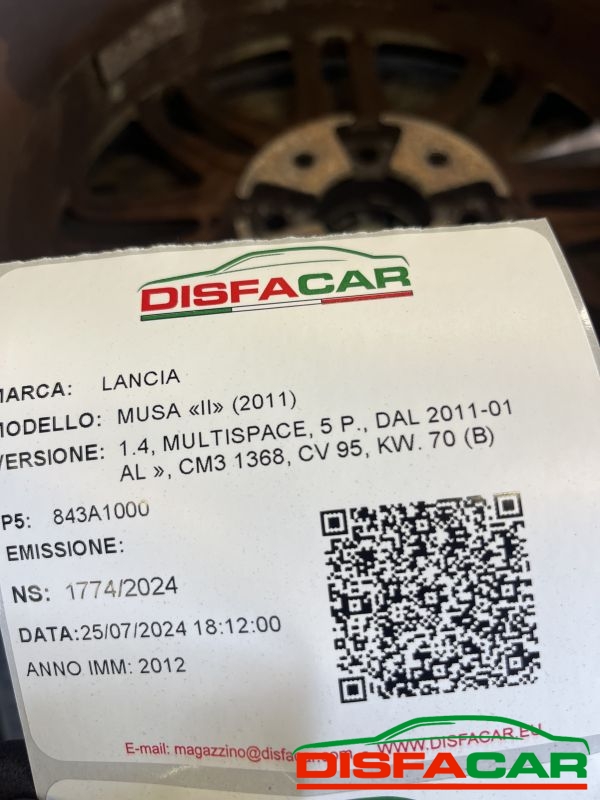 DISFACAR
MARCA: LANCIA
MODELLO: MUSA «II» (2011)
VERSIONE: 1.4, MULTISPACE, 5 P., DAL 2011-01
AL », CM3 1368, CV 95, KW. 70 (B)
P5: 843A1000
EMISSIONE:
NS: 1774/2024
DATA:25/07/2024 18:12:00
ANNO IMM: 2012
E-mail: magazzino@disfacar.com WWW.DISFACAR.EU
DISFACAR